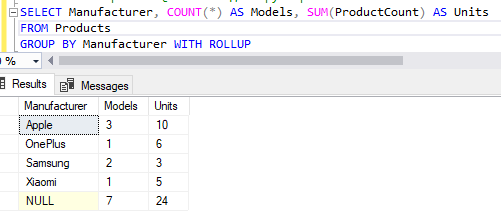 SELECT Manufacturer, COUNT(*) AS Models, SUM(ProductCount) AS Units
FROM Products
GROUP BY Manufacturer WITH ROLLUP
0 %
Results Messages
Manufacturer Models Units
Apple 3 10
OnePlus 1 6
Samsung 2 3
Xiaomi 1 5
NULL 7 24